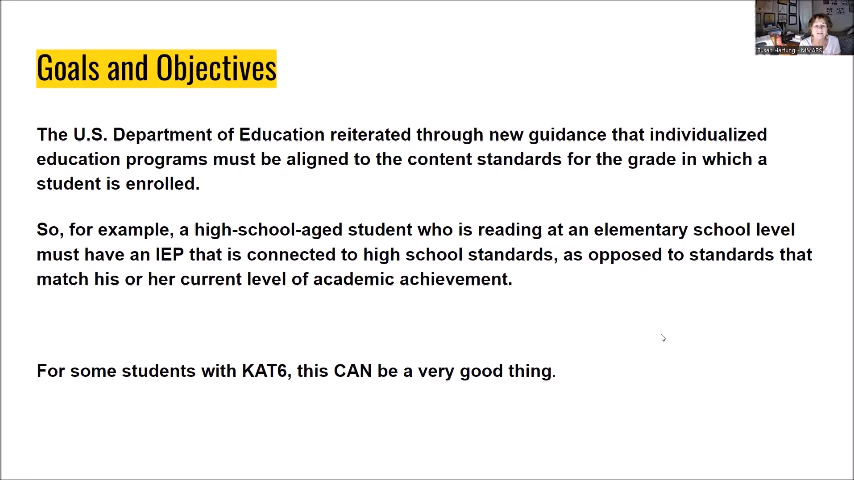 Goals and Objectives
The U.S. Department of Education reiterated through new guidance that individualized
education programs must be aligned to the content standards for the grade in which a
student is enrolled.
So, for example, a high-school-aged student who is reading at an elementary school level
must have an IEP that is connected to high school standards, as opposed to standards that
match his or her current level of academic achievement.
For some students with KAT6, this CAN be a very good thing.
Susan Hartung